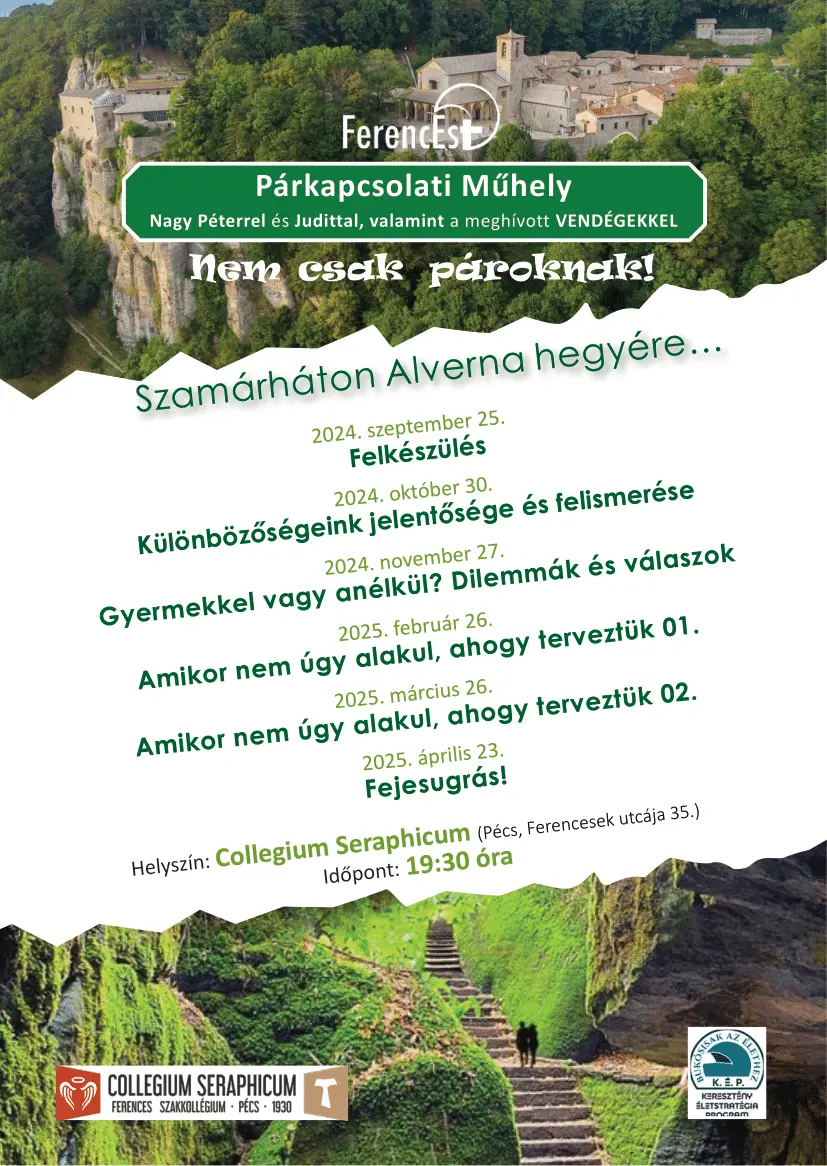 FerencEst
Párkapcsolati Műhely
Nagy Péterrel és Judittal, valamint a meghívott VENDÉGEKKEL
Nem csak pároknak!
Szamárháton Alverna hegyére...
2024. szeptember 25.
Felkészülés
2024. október 30.
Különbözőségeink jelentősége és felismerése
2024. november 27.
Gyermekkel vagy anélkül? Dilemmák és válaszok
2025. február 26.
Amikor nem úgy alakul, ahogy terveztük 01.
2025. március 26.
Amikor nem úgy alakul, ahogy terveztük 02.
2025. április 23.
Fejesugrás!
Helyszín: Collegium Seraphicum (Pécs, Ferencesek utcája 35.)
Időpont: 19:30 óra
COLLEGIUM SERAPHICUM
FERENCES SZAKKOLLÉGIUM · PÉCS · 1930
BUKÓSISAK AZ ÉLETHEZ
K. É. P.
KERESZTÉNY
ÉLETSTRATÉGIA
PROGRAM